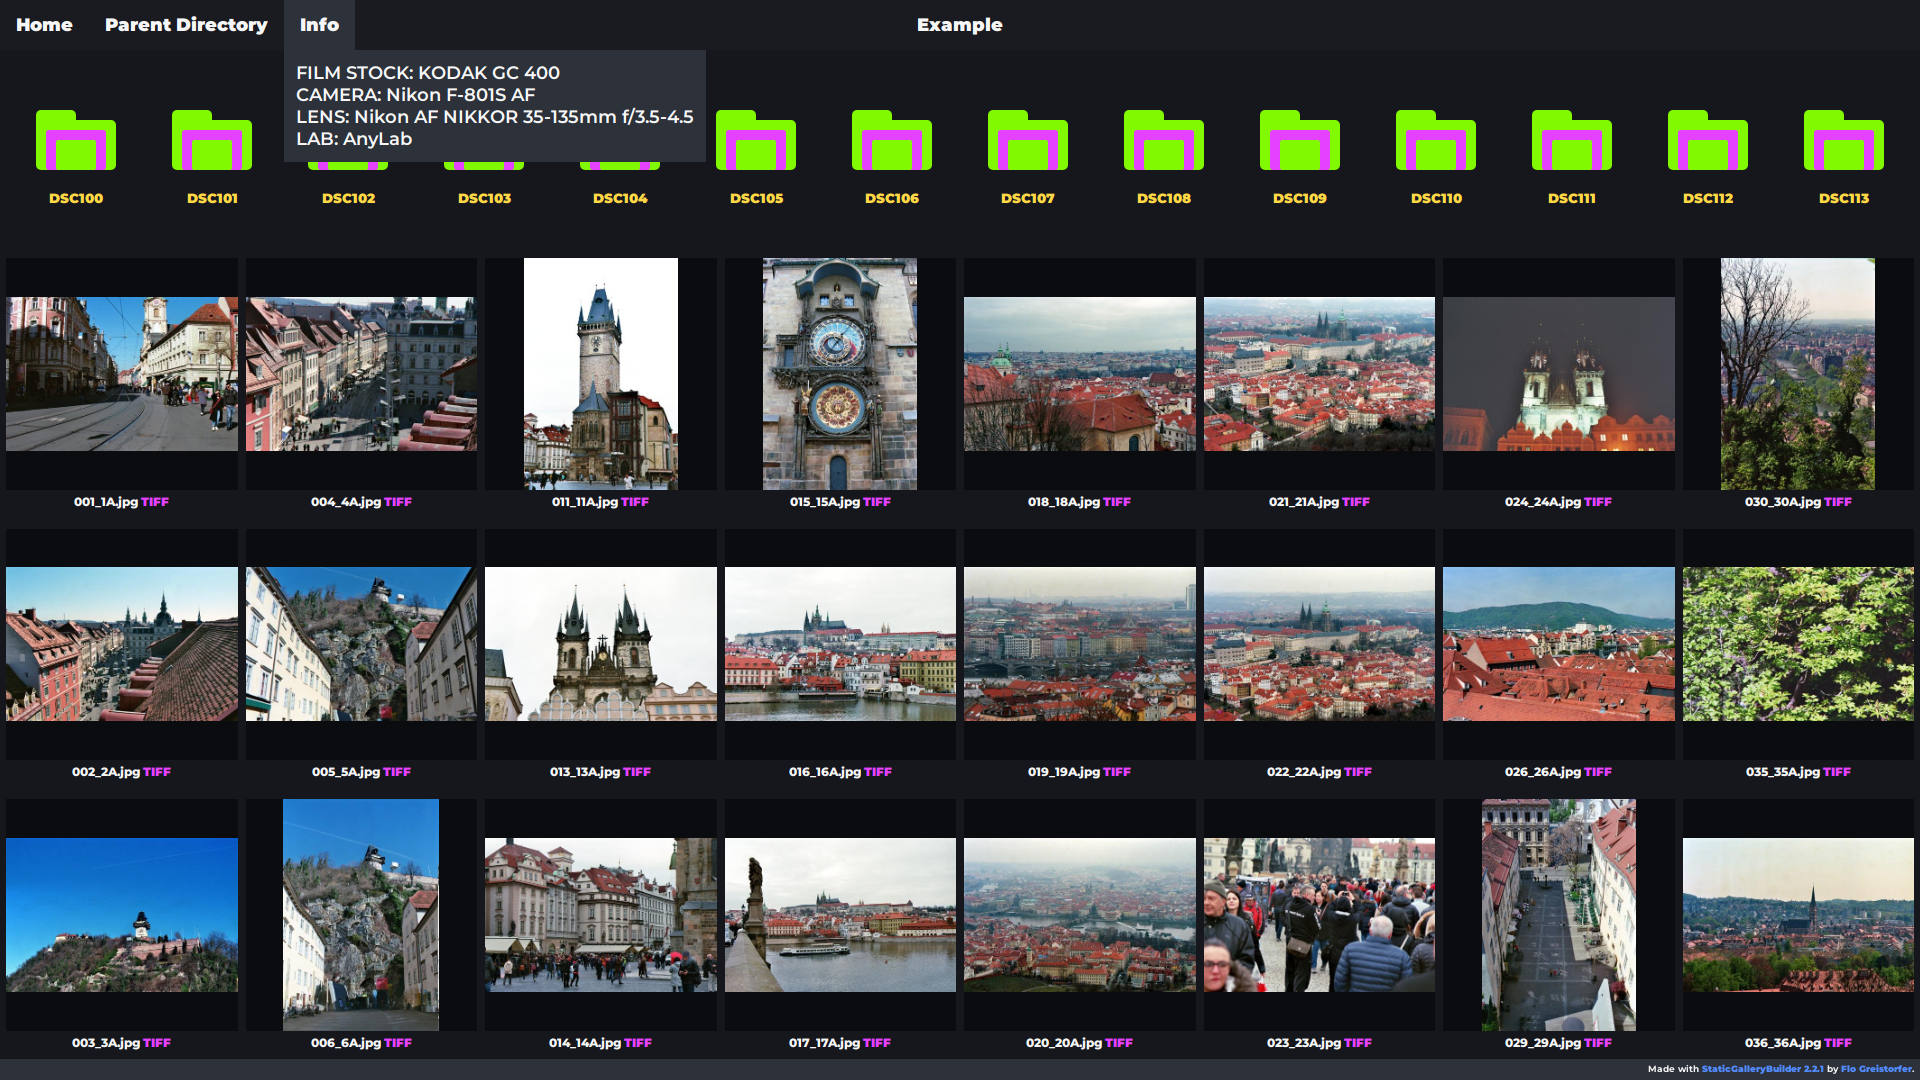 Home Parent Directory Info Example
FILM STOCK: KODAK GC 400
CAMERA: Nikon F-801S AF
LENS: Nikon AF NIKKOR 35-135mm f/3.5-4.5
LAB: AnyLab
DSC100 DSC101 DSC102 DSC103 DSC104 DSC105 DSC106 DSC107 DSC108 DSC109 DSC110 DSC111 DSC112 DSC113
001_1A.jpg TIFF 004_4A.jpg TIFF 011_11A.jpg TIFF 015_15A.jpg TIFF 018_18A.jpg TIFF 021_21A.jpg TIFF 024_24A.jpg TIFF 030_30A.jpg TIFF
002_2A.jpg TIFF 005_5A.jpg TIFF 013_13A.jpg TIFF 016_16A.jpg TIFF 019_19A.jpg TIFF 022_22A.jpg TIFF 026_26A.jpg TIFF 035_35A.jpg TIFF
003_3A.jpg TIFF 006_6A.jpg TIFF 014_14A.jpg TIFF 017_17A.jpg TIFF 020_20A.jpg TIFF 023_23A.jpg TIFF 029_29A.jpg TIFF 036_36A.jpg TIFF
Made with StaticGalleryBuilder 2.2.1 by Flo Greistorfer.